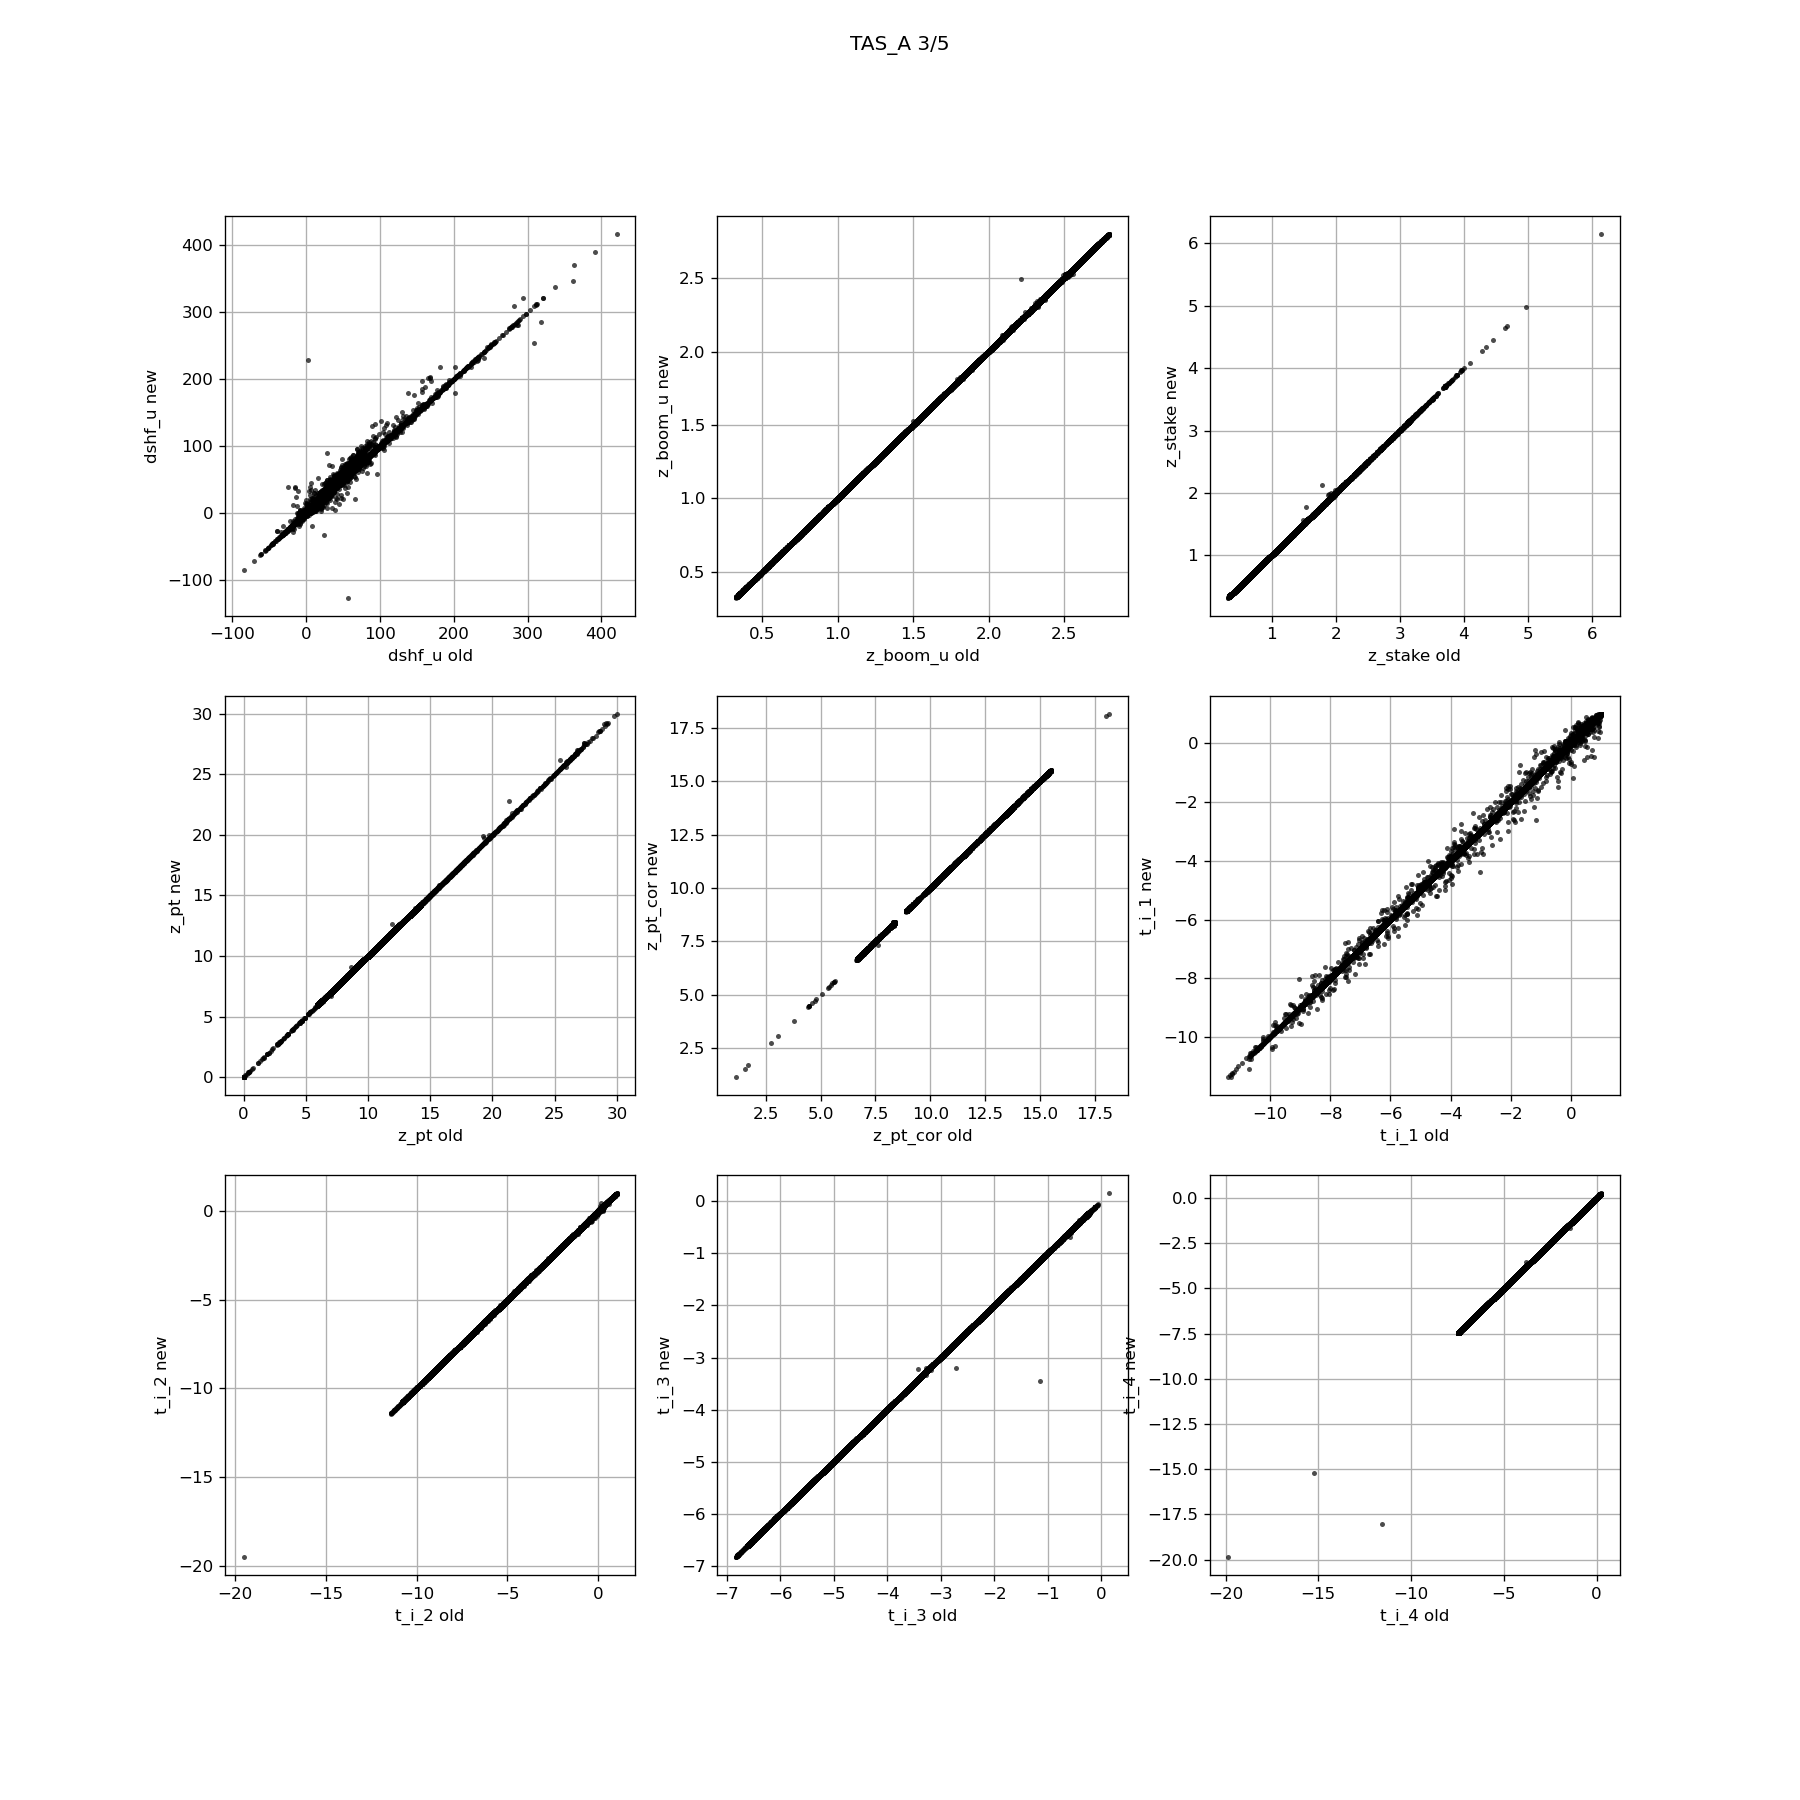 TAS_A 3/5
400
300
200
100
0
−100
dshf_u new
−100 0 100 200 300 400
dshf_u old
2.5
2.0
1.5
1.0
0.5
z_boom_u new
0.5 1.0 1.5 2.0 2.5
z_boom_u old
6
5
4
3
2
1
z_stake new
1 2 3 4 5 6
z_stake old
30
25
20
15
10
5
0
z_pt new
0 5 10 15 20 25 30
z_pt old
17.5
15.0
12.5
10.0
7.5
5.0
2.5
z_pt_cor new
2.5 5.0 7.5 10.0 12.5 15.0 17.5
z_pt_cor old
0
−2
−4
−6
−8
−10
t_i_1 new
−10 −8 −6 −4 −2 0
t_i_1 old
0
−5
−10
−15
−20
t_i_2 new
−20 −15 −10 −5 0
t_i_2 old
0
−1
−2
−3
−4
−5
−6
−7
t_i_3 new
−7 −6 −5 −4 −3 −2 −1 0
t_i_3 old
0.0
−2.5
−5.0
−7.5
−10.0
−12.5
−15.0
−17.5
−20.0
t_i_4 new
−20 −15 −10 −5 0
t_i_4 old